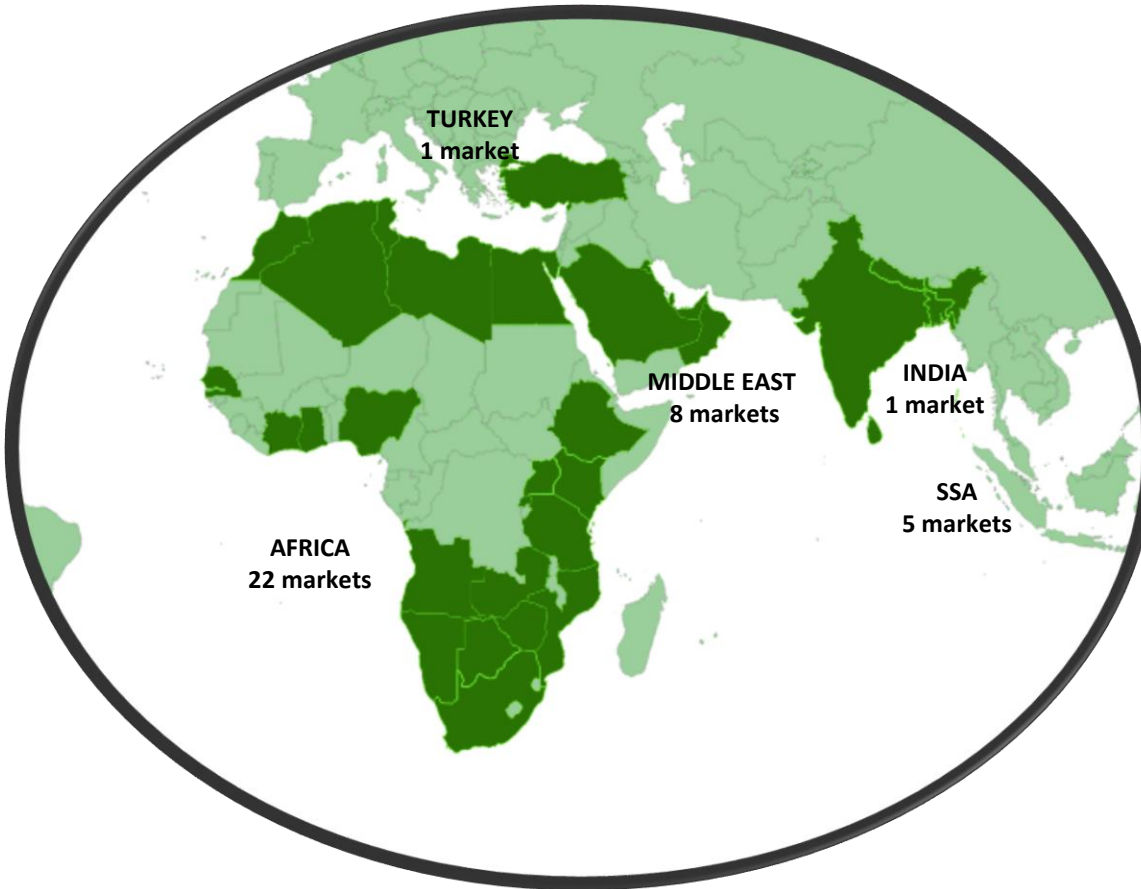 TURKEY
1 market
MIDDLE EAST
8 markets
INDIA
1 market
SSA
5 markets
AFRICA
22 markets